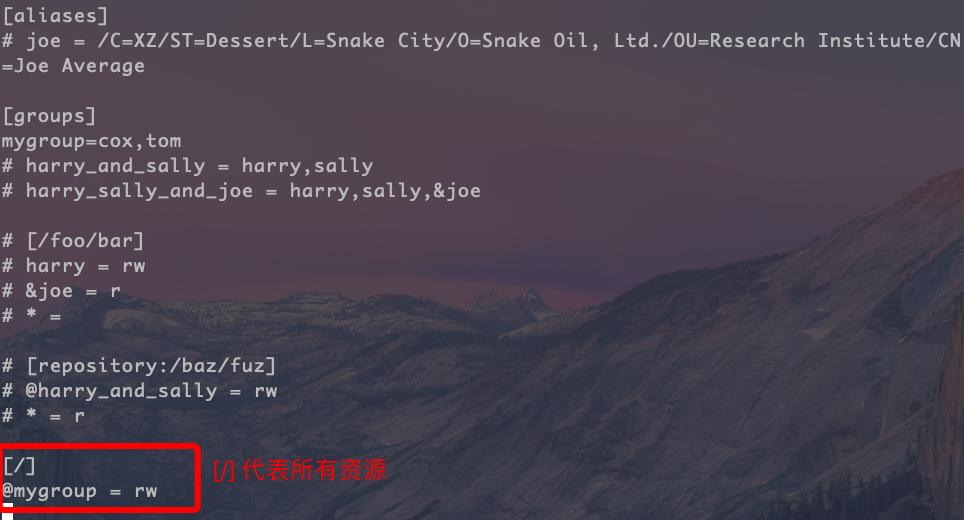 [aliases]
# joe = /C=XZ/ST=Dessert/L=Snake City/O=Snake Oil, Ltd./OU=Research Institute/CN
=Joe Average
[groups]
mygroup=cox,tom
# harry_and_sally = harry,sally
# harry_sally_and_joe = harry,sally,&joe
# [/foo/bar]
# harry = rw
# &joe = r
# * =
# [repository:/baz/fuz]
# @harry_and_sally = rw
# * = r
[/]
[/] 代表所有资源
@mygroup = rw